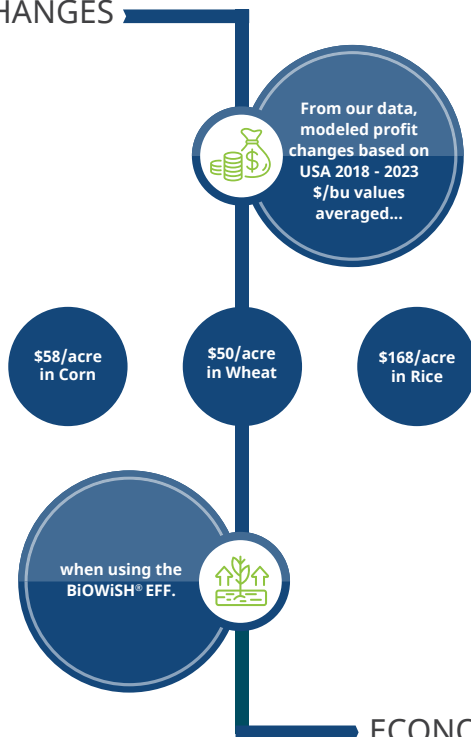 HANGES
From our data,
modeled profit
changes based on
USA 2018 - 2023
$/bu values
averaged...
$58/acre
in Corn
$50/acre
in Wheat
$168/acre
in Rice
when using the
BiOWiSH® EFF.
ECONO